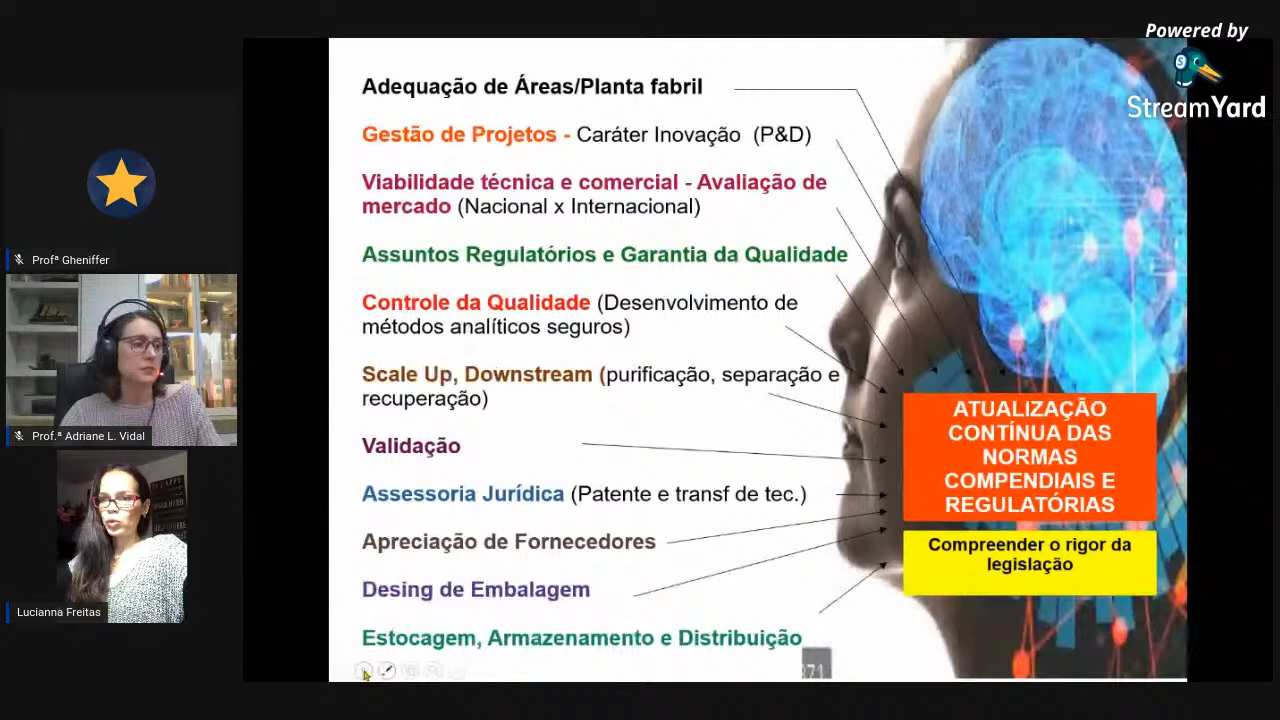 Powered by
StreamYard
Adequação de Áreas/Planta fabril
Gestão de Projetos - Caráter Inovação (P&D)
Viabilidade técnica e comercial - Avaliação de
mercado (Nacional x Internacional)
Assuntos Regulatórios e Garantia da Qualidade
Controle da Qualidade (Desenvolvimento de
métodos analíticos seguros)
Scale Up, Downstream (purificação, separação e
recuperação)
Validação
Assessoria Jurídica (Patente e transf de tec.)
Apreciação de Fornecedores
Desing de Embalagem
Estocagem, Armazenamento e Distribuição
ATUALIZAÇÃO
CONTÍNUA DAS
NORMAS
COMPENDIAIS E
REGULATÓRIAS
Compreender o rigor da
legislação
Profª Gheniffer
Prof.ª Adriane L. Vidal
Lucianna Freitas